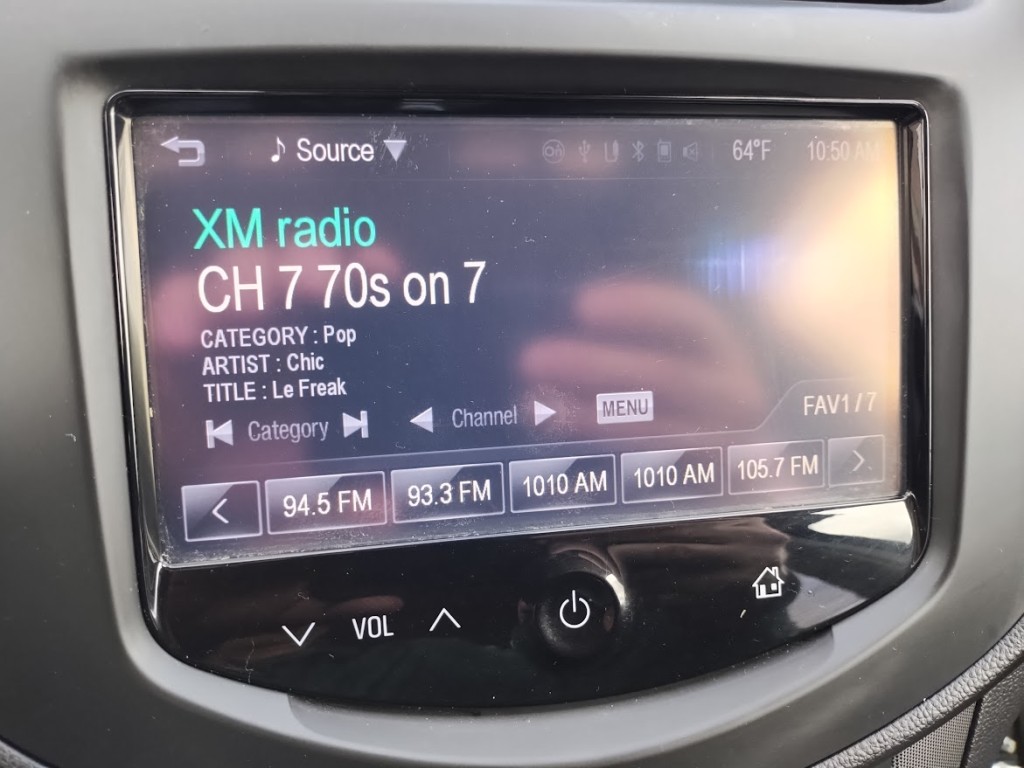 Source 64°F 10:50 AM
XM radio
CH 7 70s on 7
CATEGORY : Pop
ARTIST : Chic
TITLE : Le Freak
Category Channel MENU FAV1/7
94.5 FM 93.3 FM 1010 AM 1010 AM 105.7 FM
VOL